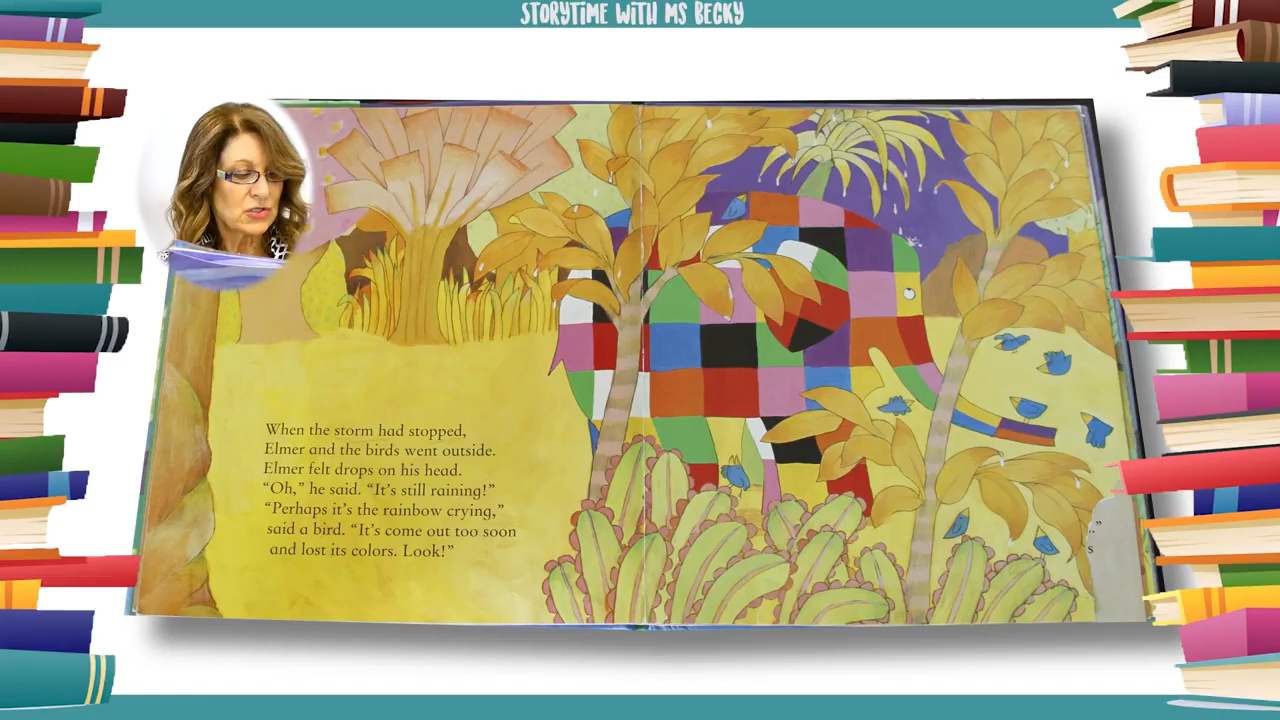 STORYTIME WITH MS BECKY
When the storm had stopped,
Elmer and the birds went outside.
Elmer felt drops on his head.
“Oh,” he said. “It’s still raining!”
“Perhaps it’s the rainbow crying,”
said a bird. “It’s come out too soon
and lost its colors. Look!”